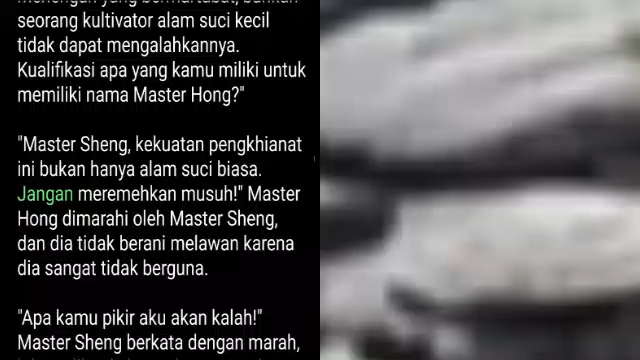 seorang kultivator alam suci kecil
tidak dapat mengalahkannya.
Kualifikasi apa yang kamu miliki untuk
memiliki nama Master Hong?"
"Master Sheng, kekuatan pengkhianat
ini bukan hanya alam suci biasa.
Jangan meremehkan musuh!" Master
Hong dimarahi oleh Master Sheng,
dan dia tidak berani melawan karena
dia sangat tidak berguna.
"Apa kamu pikir aku akan kalah!"
Master Sheng berkata dengan marah,